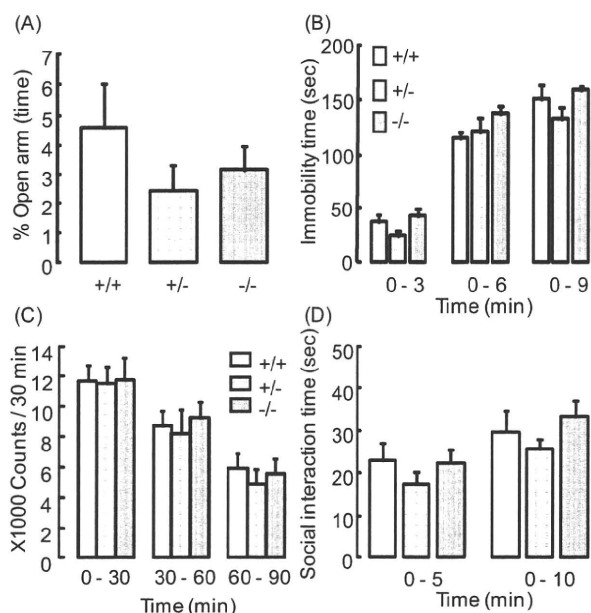 (A)
% Open arm (time)
7
6
5
4
3
2
1
0
+/+ +/- -/-
(B)
Immobility time (sec)
200
150
100
50
0
+/+
+/-
-/-
0 - 3 0 - 6 0 - 9
Time (min)
(C)
X1000 Counts / 30 min
14
12
10
8
6
4
2
0
+/+
+/-
-/-
0 - 30 30 - 60 60 - 90
Time (min)
(D)
Social interaction time (sec)
50
40
30
20
10
0
0 - 5 0 - 10
Time (min)